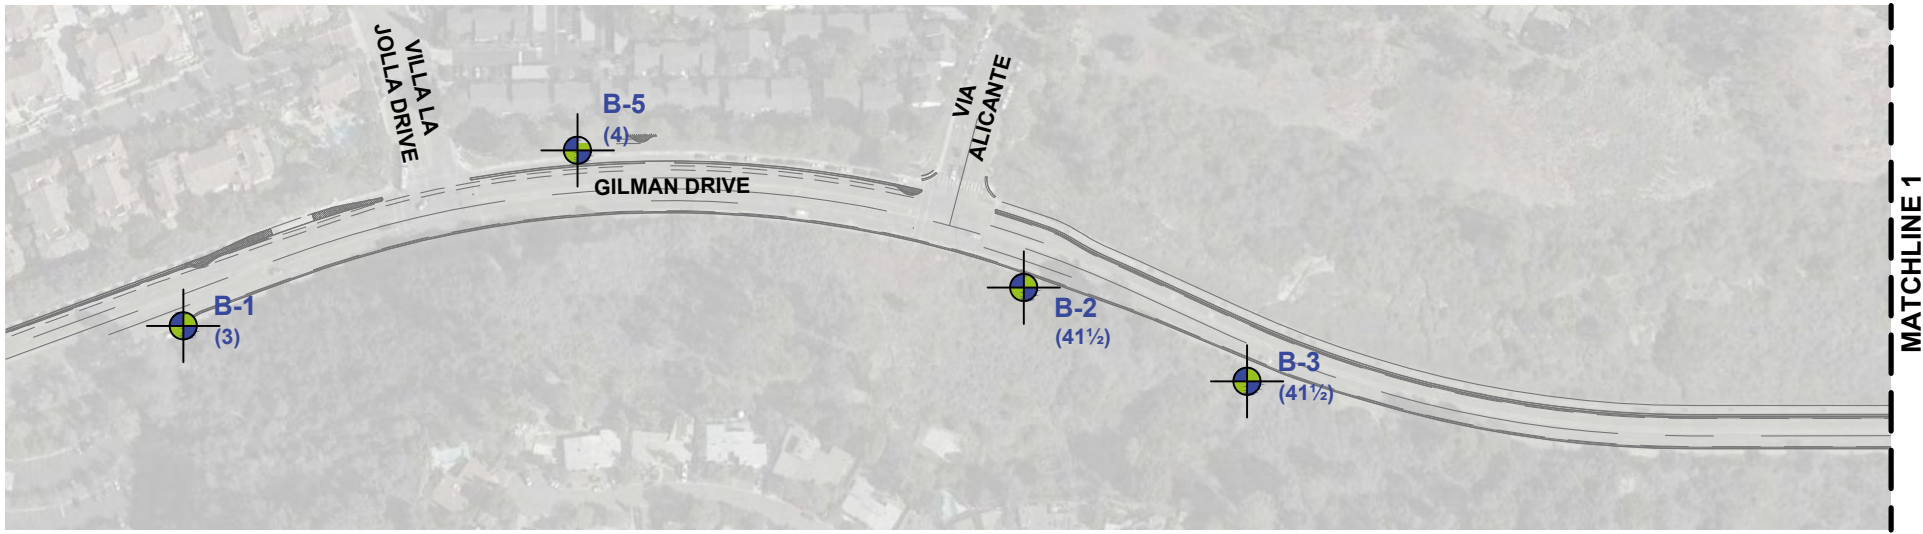 VILLA LA
JOLLA DRIVE
B-5
(4)
GILMAN DRIVE
VIA
ALICANTE
B-1
(3)
B-2
(41½)
B-3
(41½)
MATCHLINE 1